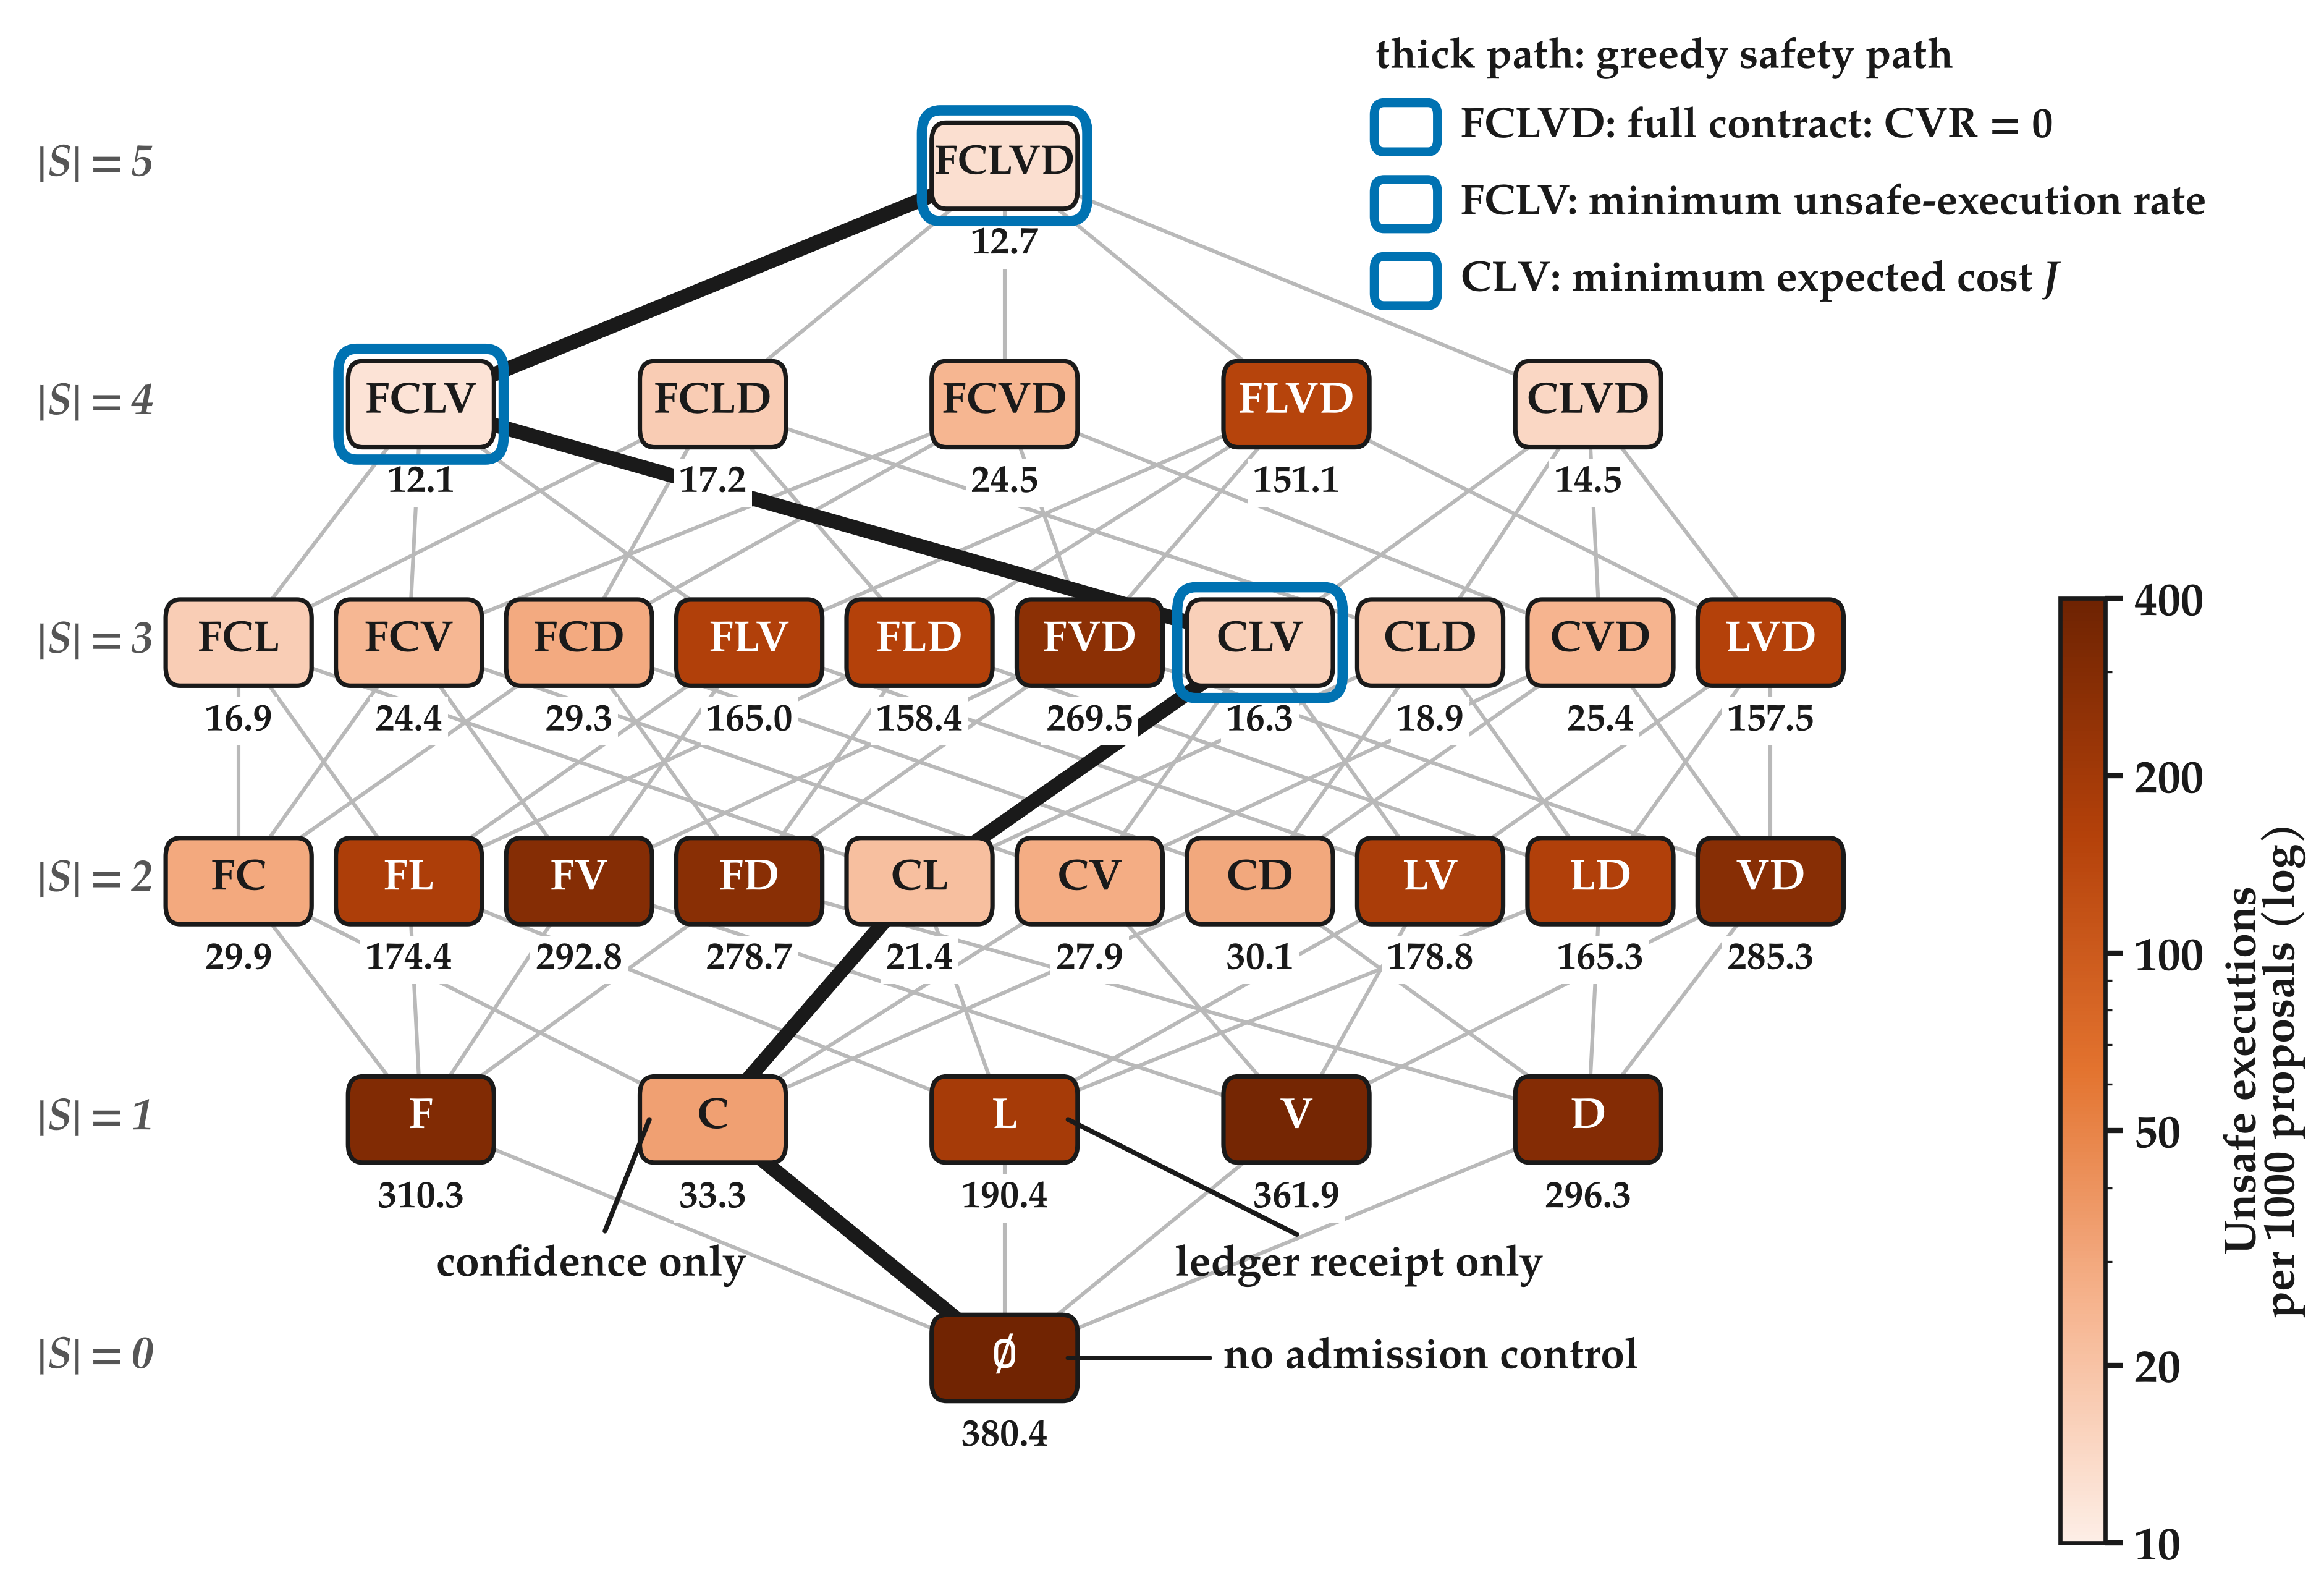 thick path: greedy safety path
FCLVD: full contract: CVR = 0
FCLV: minimum unsafe-execution rate
CLV: minimum expected cost J
|S| = 5
FCLVD
12.7
|S| = 4
FCLV FCLD FCVD FLVD CLVD
12.1 17.2 24.5 151.1 14.5
|S| = 3
FCL FCV FCD FLV FLD FVD CLV CLD CVD LVD
16.9 24.4 29.3 165.0 158.4 269.5 16.3 18.9 25.4 157.5
|S| = 2
FC FL FV FD CL CV CD LV LD VD
29.9 174.4 292.8 278.7 21.4 27.9 30.1 178.8 165.3 285.3
|S| = 1
F C L V D
310.3 33.3 190.4 361.9 296.3
confidence only
ledger receipt only
|S| = 0
∅
no admission control
380.4
400
200
100
50
20
10
Unsafe executions
per 1000 proposals (log)